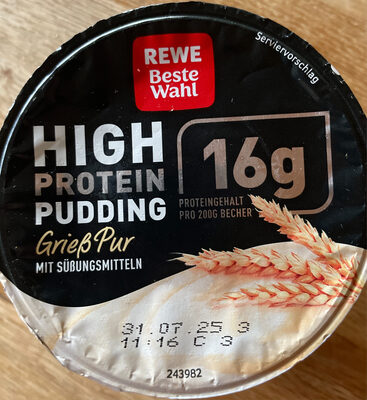 REWE
Beste
Wahl
Serviervorschlag
HIGH
PROTEIN
PUDDING
Grieß Pur
MIT SÜßUNGSMITTELN
16g
PROTEINGEHALT
PRO 200G BECHER
31.07.25 3
11:16 C 3
243982